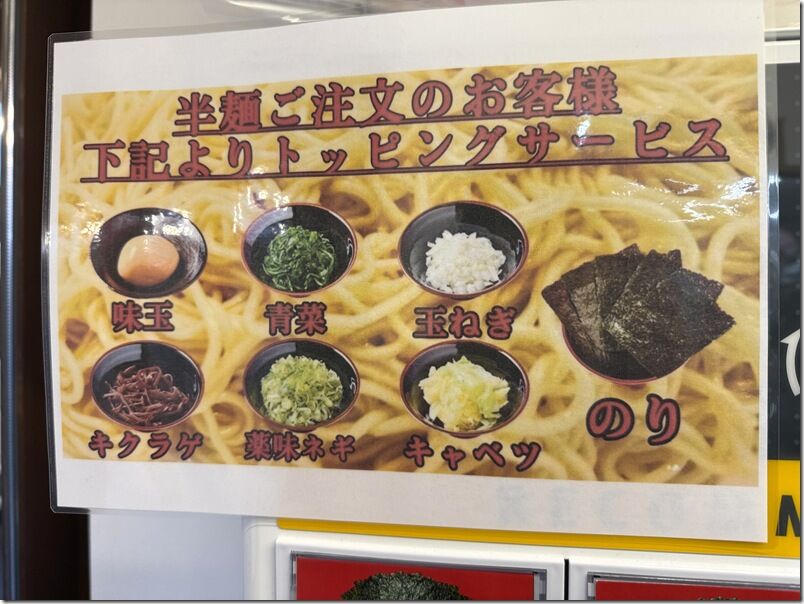 半麺ご注文のお客様
下記よりトッピングサービス
味玉
青菜
玉ねぎ
キクラゲ
薬味ネギ
キャベツ
のり